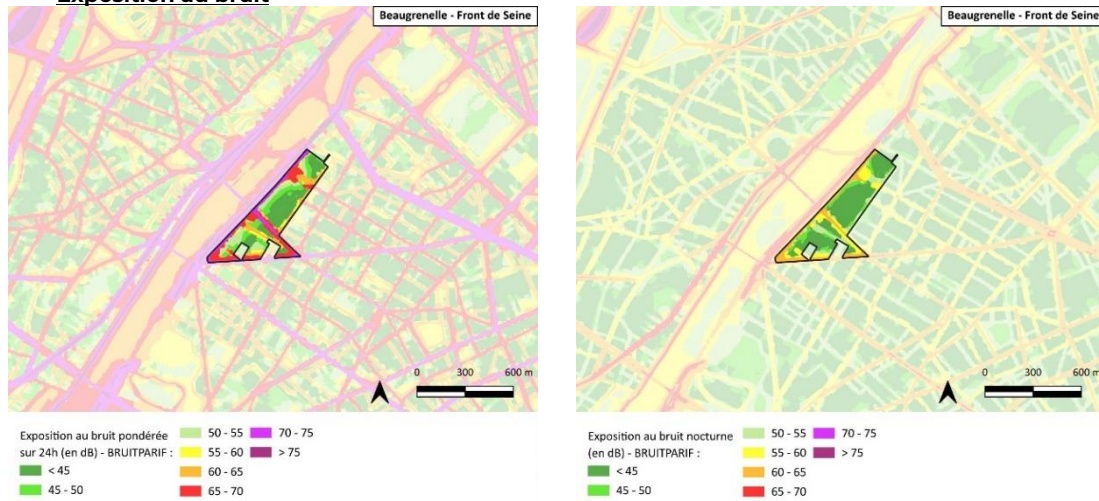 Exposition au bruit
Beaugrenelle - Front de Seine
0 300 600 m
Exposition au bruit pondérée
sur 24h (en dB) - BRUITPARIF :
< 45
45 - 50
50 - 55
55 - 60
60 - 65
65 - 70
70 - 75
> 75
Beaugrenelle - Front de Seine
0 300 600 m
Exposition au bruit nocturne
(en dB) - BRUITPARIF :
< 45
45 - 50
50 - 55
55 - 60
60 - 65
65 - 70
70 - 75
> 75